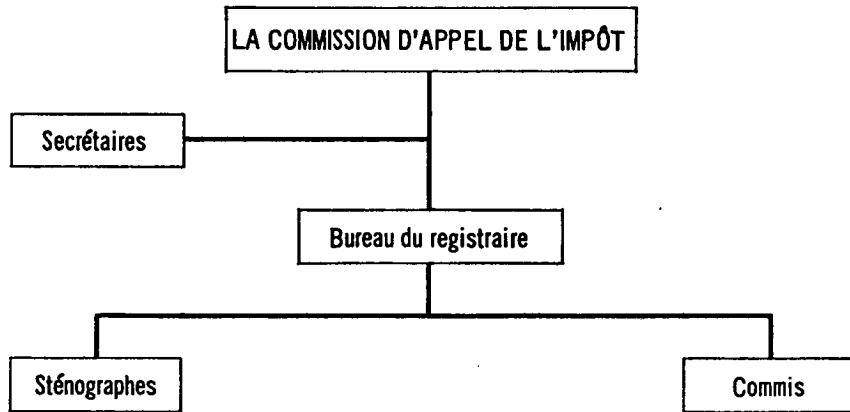 LA COMMISSION D'APPEL DE L'IMPÔT
Secrétaires
Bureau du registraire
Sténographes
Commis